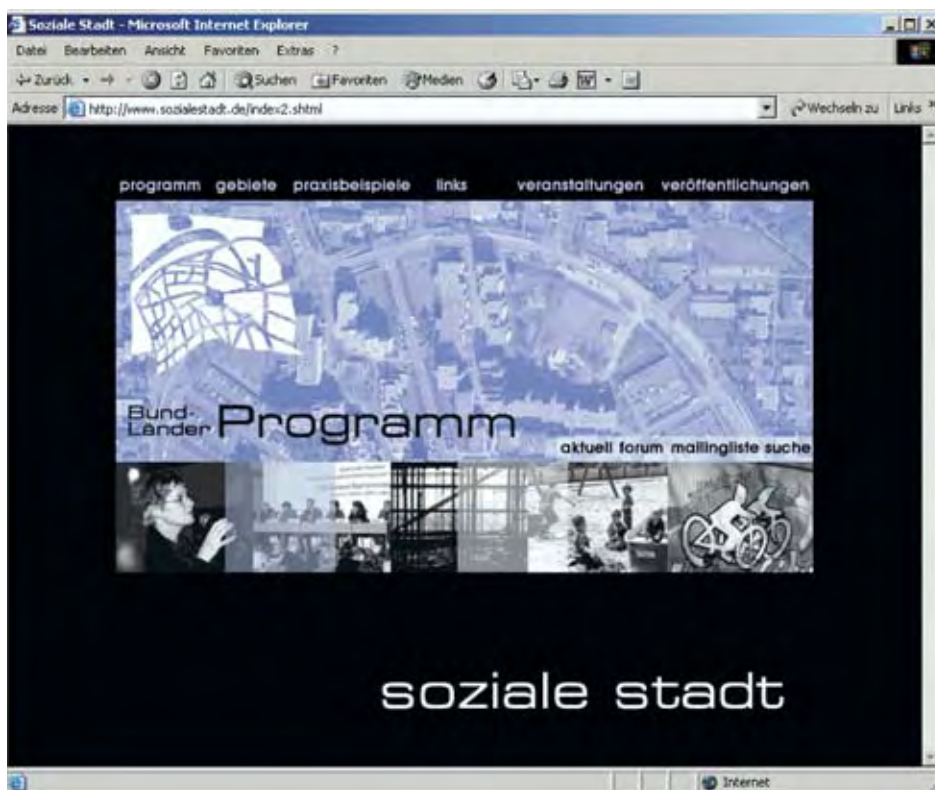 Soziale Stadt - Microsoft Internet Explorer
Datei Bearbeiten Ansicht Favoriten Extras ?
Zurück Suchen Favoriten Medien
Adresse http://www.sozialestadt.de/index2.shtml Wechseln zu Links »
programm gebiete praxisbeispiele links veranstaltungen veröffentlichungen
Bund-
Länder Programm
aktuell forum mailingliste suche
soziale stadt
Internet